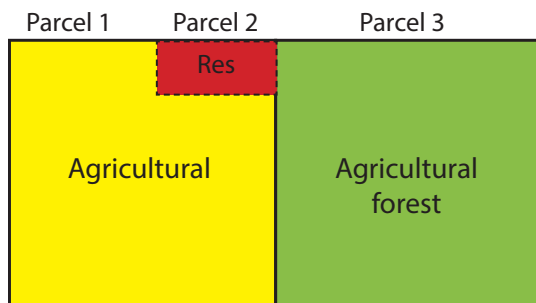 Parcel 1 Parcel 2 Parcel 3
Res
Agricultural
Agricultural
forest